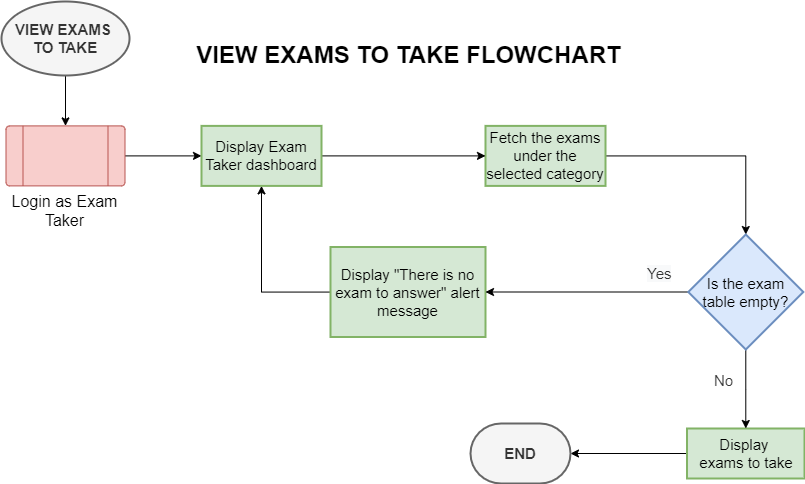 VIEW EXAMS
TO TAKE
VIEW EXAMS TO TAKE FLOWCHART
Login as Exam
Taker
Display Exam
Taker dashboard
Fetch the exams
under the
selected category
Is the exam
table empty?
Yes
Display "There is no
exam to answer" alert
message
No
Display
exams to take
END